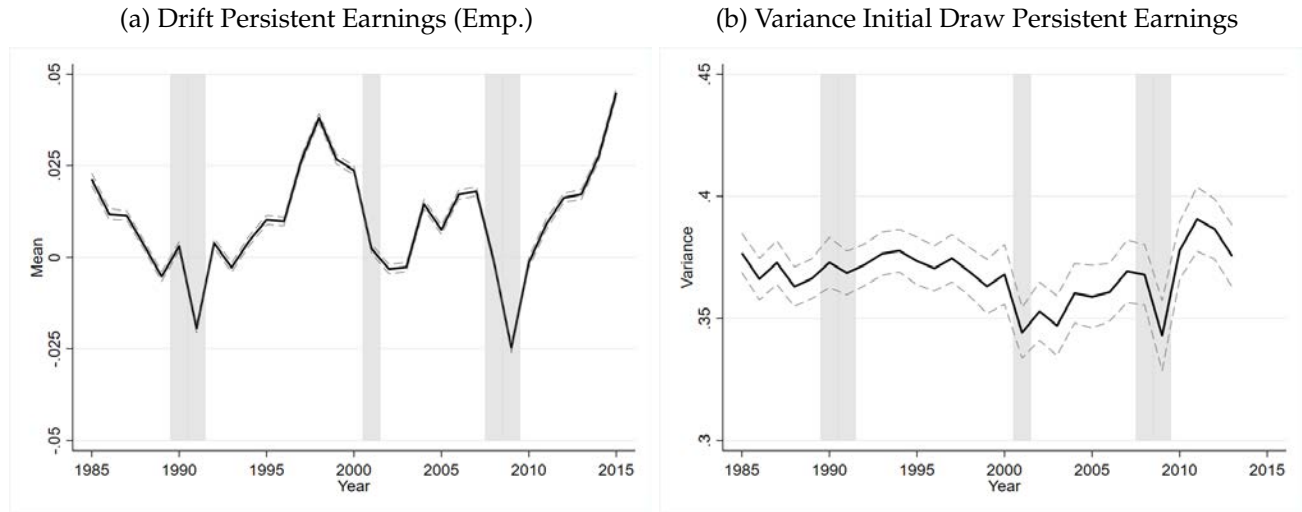 (a) Drift Persistent Earnings (Emp.)
.05
.025
0
-.025
-.05
Mean
1985 1990 1995 2000 2005 2010 2015
Year
(b) Variance Initial Draw Persistent Earnings
.45
.4
.35
.3
Variance
1985 1990 1995 2000 2005 2010 2015
Year